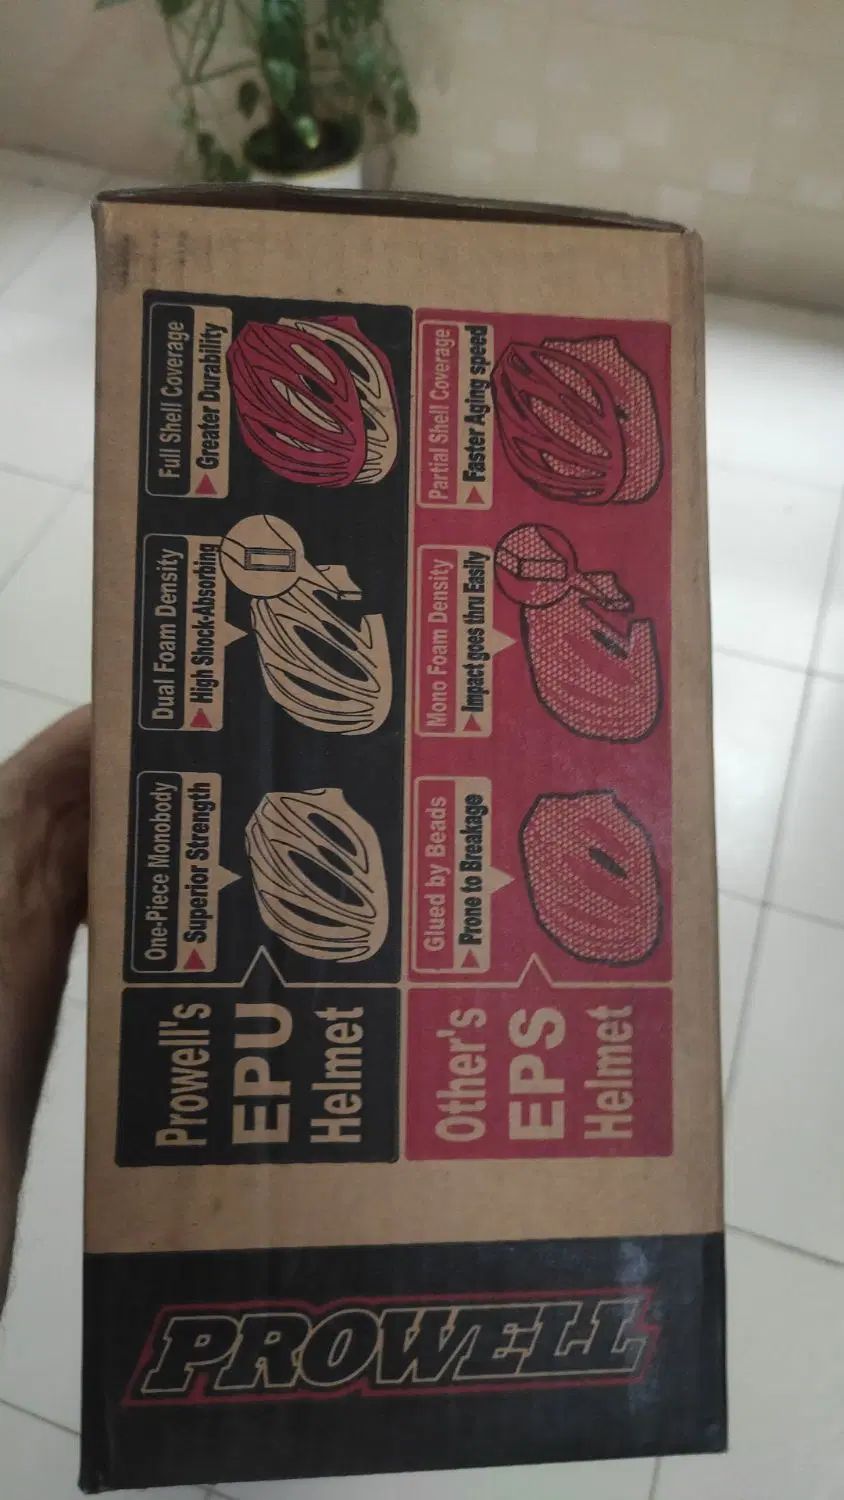 PROWELL
Prowell's
EPU
Helmet
One-Piece Monobody
Superior Strength
Dual Foam Density
High Shock-Absorbing
Full Shell Coverage
Greater Durability
Other's
EPS
Helmet
Glued by Beads
Prone to Breakage
Mono Foam Density
Impact goes thru Easily
Partial Shell Coverage
Faster Aging speed